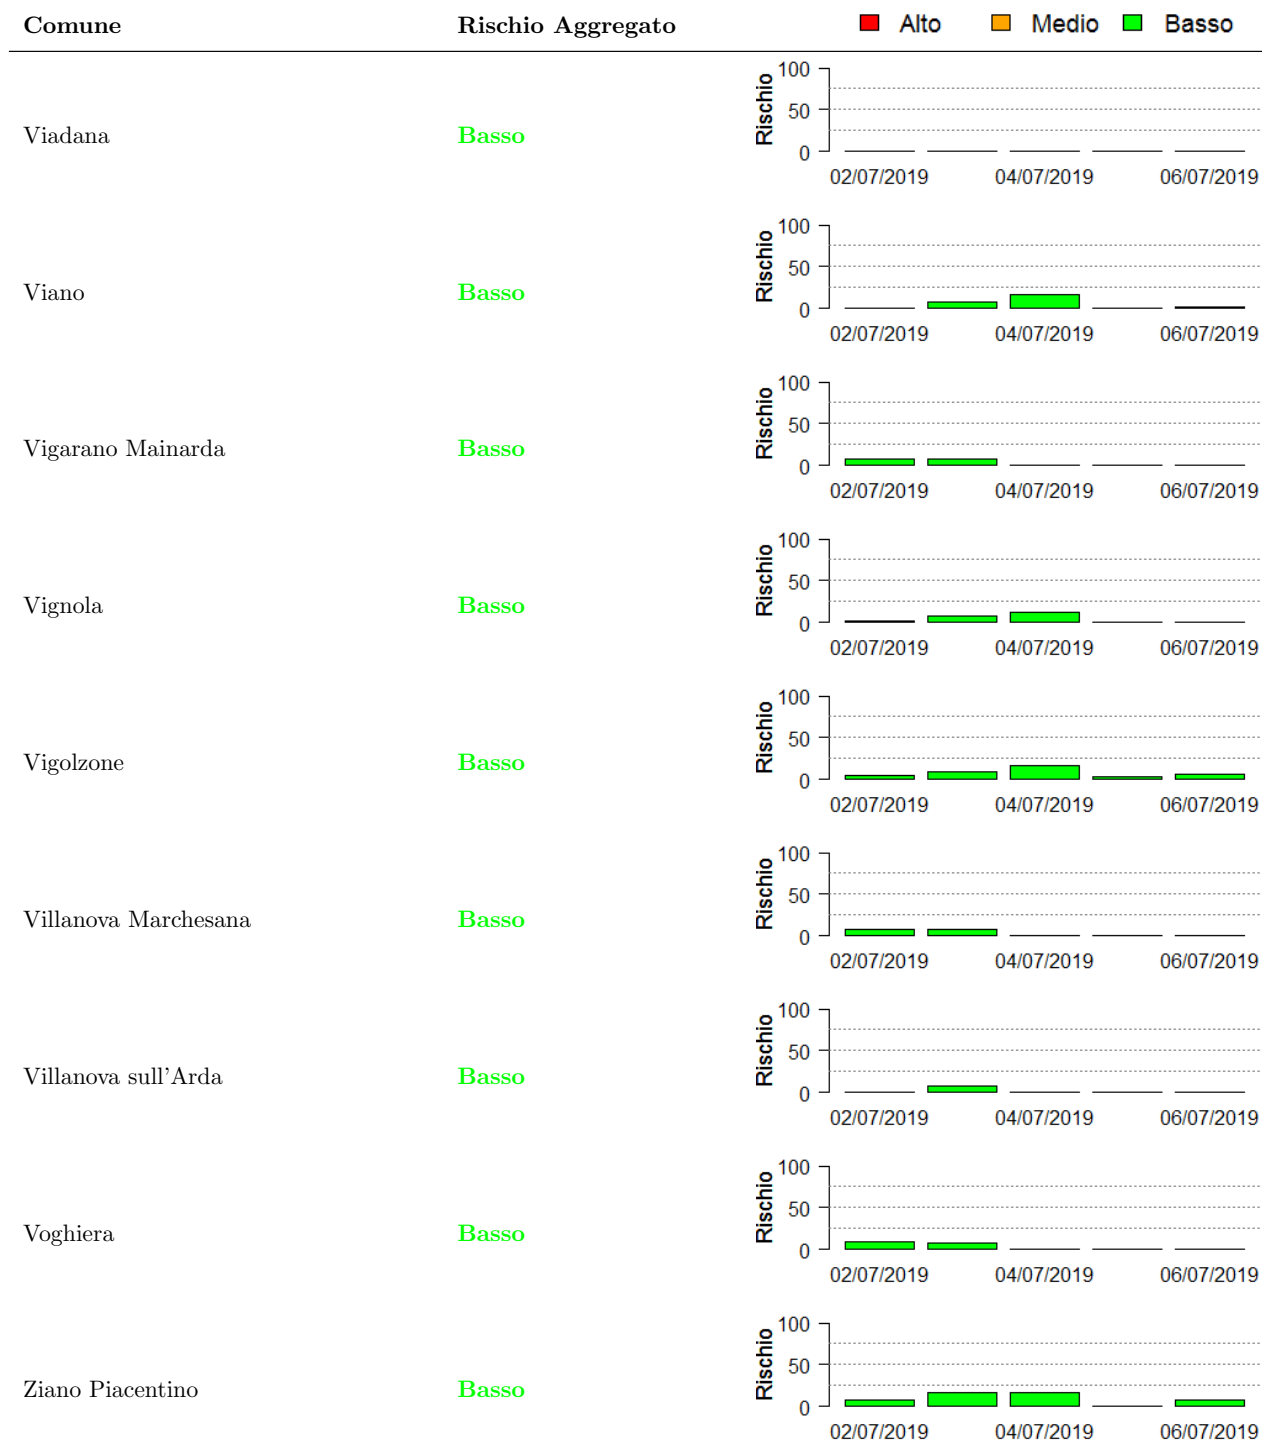 Comune Rischio Aggregato Alto Medio Basso
100
50
0
Rischio
Viadana Basso
02/07/2019 04/07/2019 06/07/2019
100
50
0
Rischio
Viano Basso
02/07/2019 04/07/2019 06/07/2019
100
50
0
Rischio
Vigarano Mainarda Basso
02/07/2019 04/07/2019 06/07/2019
100
50
0
Rischio
Vignola Basso
02/07/2019 04/07/2019 06/07/2019
100
50
0
Rischio
Vigolzone Basso
02/07/2019 04/07/2019 06/07/2019
100
50
0
Rischio
Villanova Marchesana Basso
02/07/2019 04/07/2019 06/07/2019
100
50
0
Rischio
Villanova sull'Arda Basso
02/07/2019 04/07/2019 06/07/2019
100
50
0
Rischio
Voghiera Basso
02/07/2019 04/07/2019 06/07/2019
100
50
0
Rischio
Ziano Piacentino Basso
02/07/2019 04/07/2019 06/07/2019